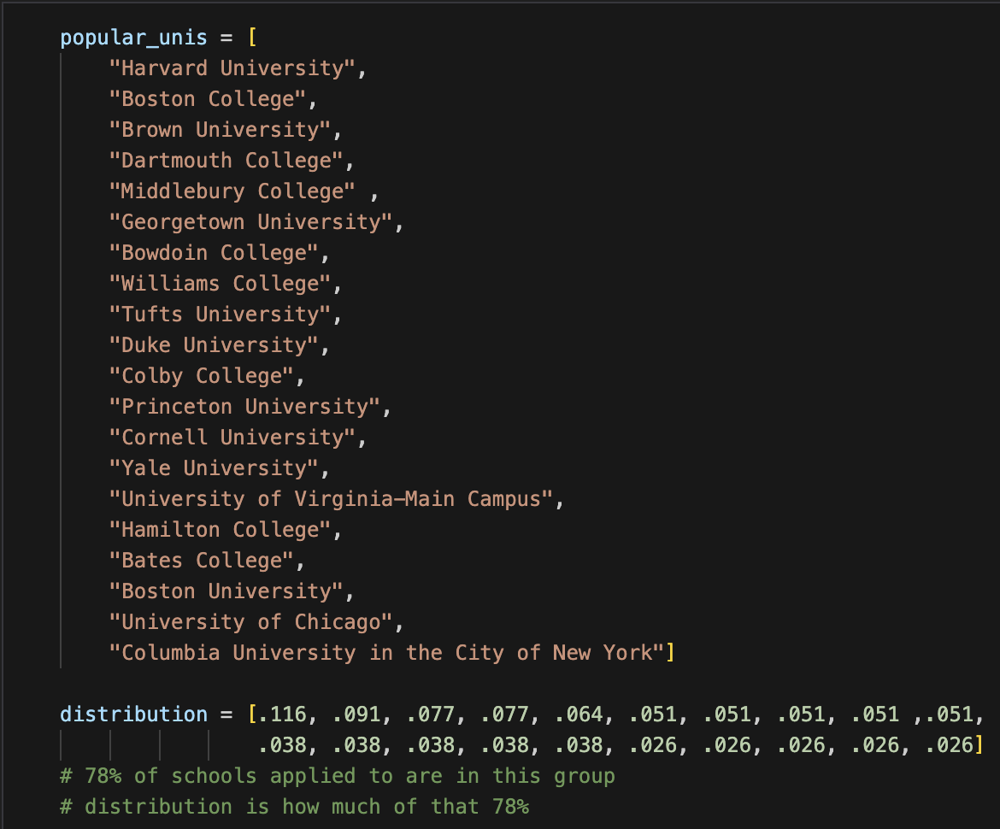 popular_unis = [
"Harvard University",
"Boston College",
"Brown University",
"Dartmouth College",
"Middlebury College" ,
"Georgetown University",
"Bowdoin College",
"Williams College",
"Tufts University",
"Duke University",
"Colby College",
"Princeton University",
"Cornell University",
"Yale University",
"University of Virginia–Main Campus",
"Hamilton College",
"Bates College",
"Boston University",
"University of Chicago",
"Columbia University in the City of New York"]
distribution = [.116, .091, .077, .077, .064, .051, .051, .051, .051 ,.051,
.038, .038, .038, .038, .038, .026, .026, .026, .026, .026]
# 78% of schools applied to are in this group
# distribution is how much of that 78%